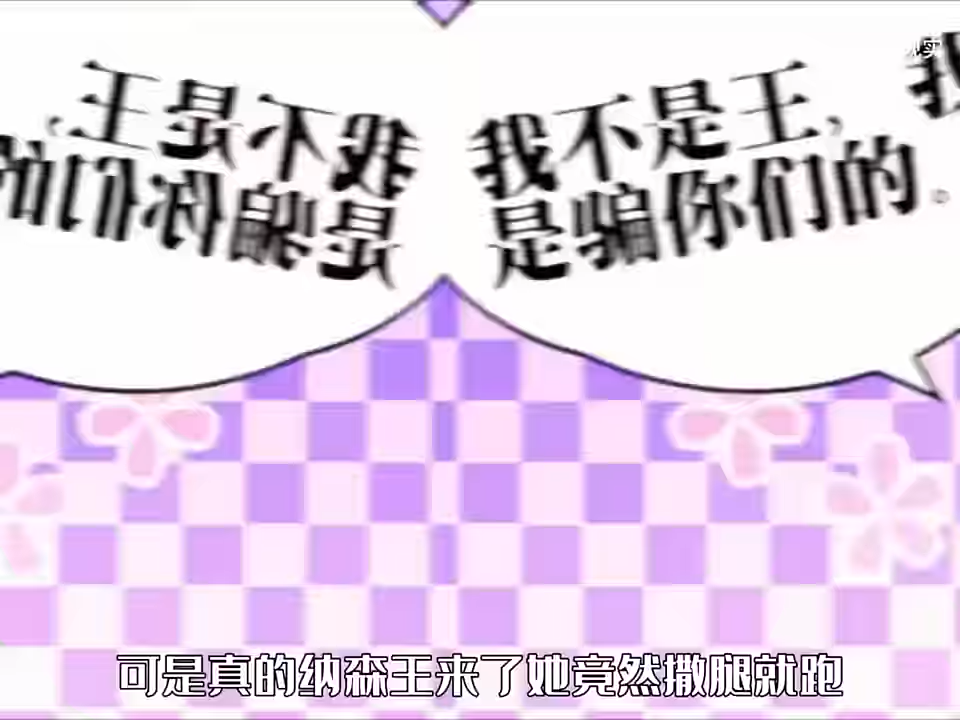 我不是王，
是骗你们的。
我不是王，
是骗你们的
可是真的纳森王来了她竟然撒腿就跑